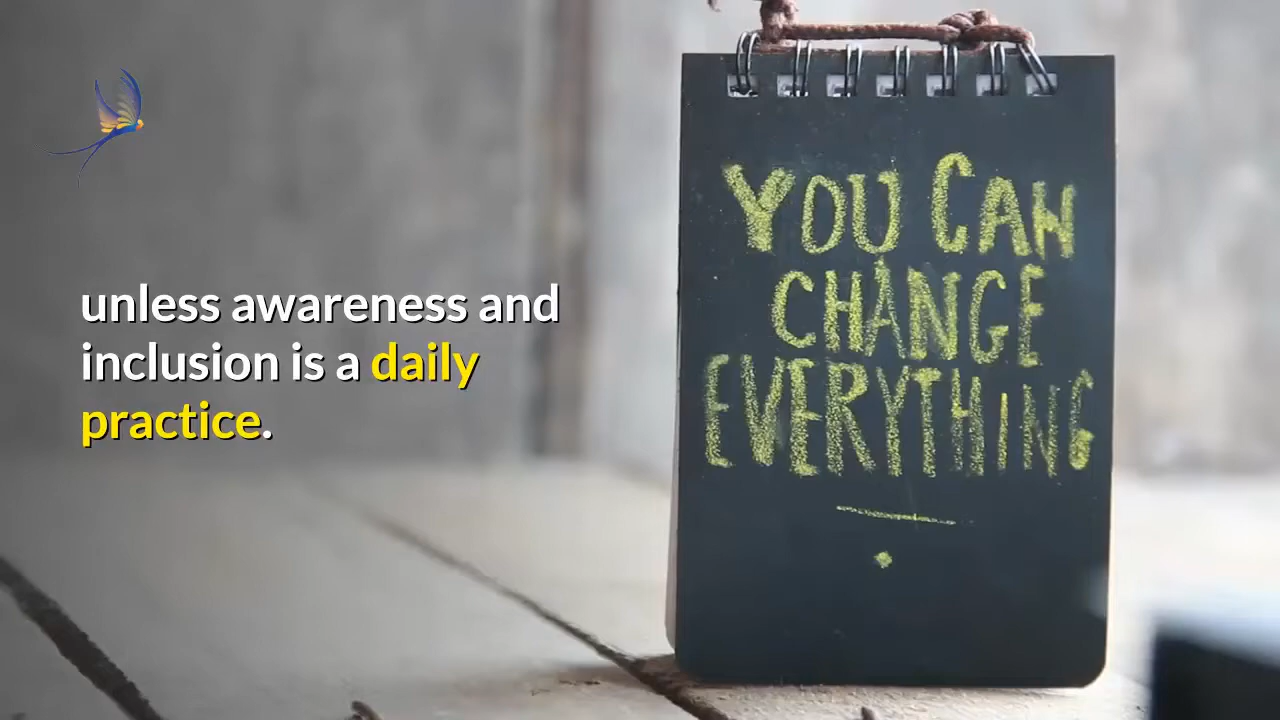 unless awareness and
inclusion is a daily
practice.
YOU CAN
CHANGE
EVERYTHING